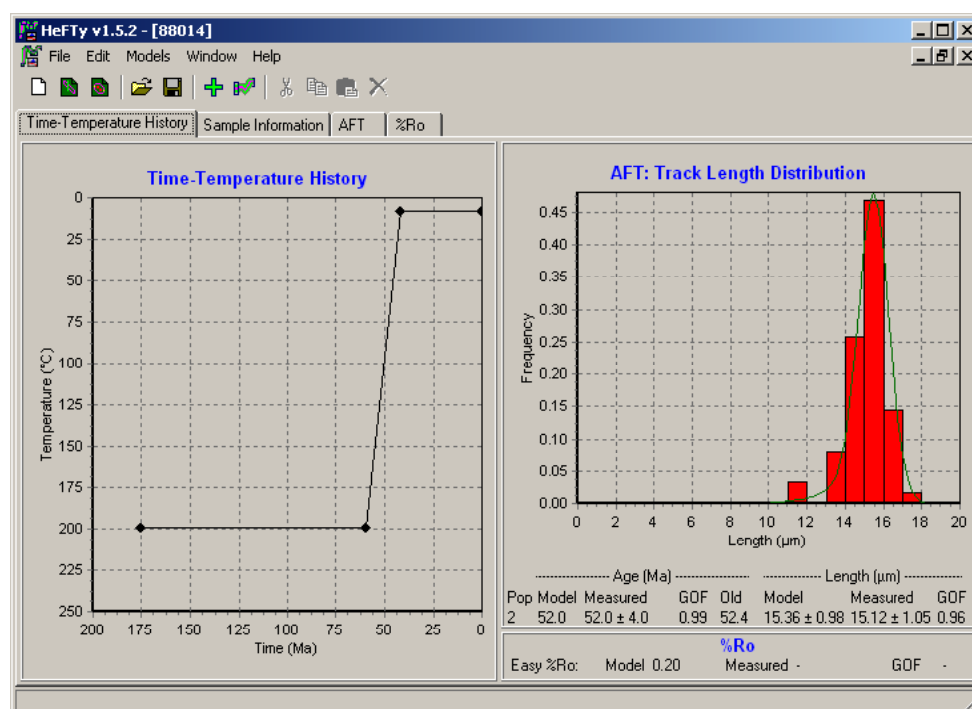 HeFTy v1.5.2 - [88014]
File Edit Models Window Help
Time-Temperature History Sample Information AFT %Ro
Time-Temperature History
0
25
50
75
100
125
150
175
200
225
250
Temperature (°C)
200 175 150 125 100 75 50 25 0
Time (Ma)
AFT: Track Length Distribution
0.45
0.40
0.35
0.30
0.25
0.20
0.15
0.10
0.05
0.00
Frequency
0 2 4 6 8 10 12 14 16 18 20
Length (µm)
---------- Age (Ma) ---------- ---------- Length (µm) ----------
Pop Model Measured GOF Old Model Measured GOF
2 52.0 52.0 ± 4.0 0.99 52.4 15.36 ± 0.98 15.12 ± 1.05 0.96
%Ro
Easy %Ro: Model 0.20 Measured - GOF -